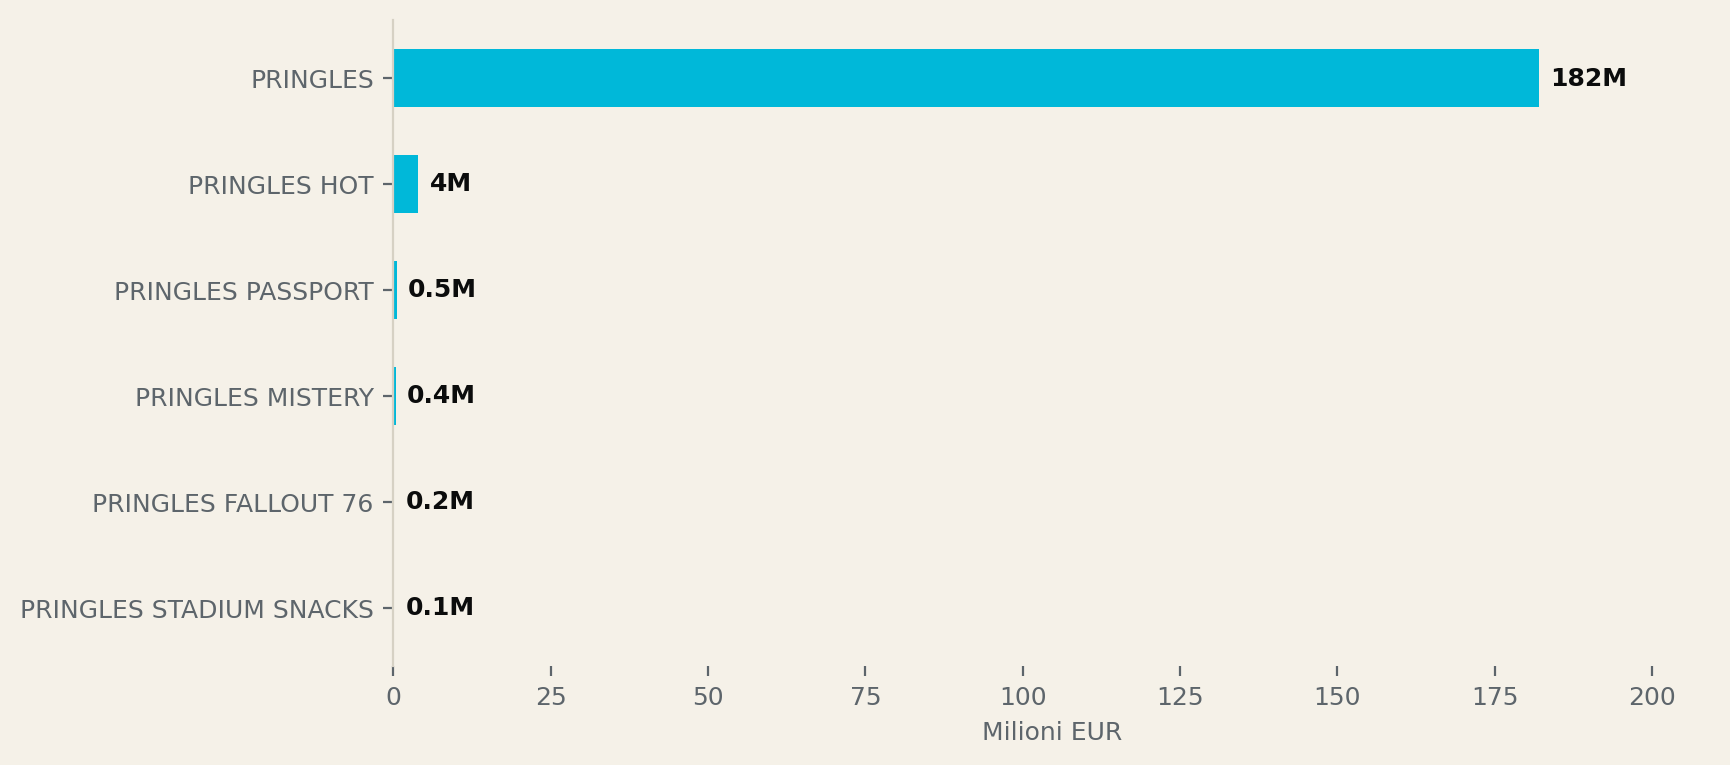 PRINGLES 182M
PRINGLES HOT 4M
PRINGLES PASSPORT 0.5M
PRINGLES MISTERY 0.4M
PRINGLES FALLOUT 76 0.2M
PRINGLES STADIUM SNACKS 0.1M
0 25 50 75 100 125 150 175 200
Milioni EUR